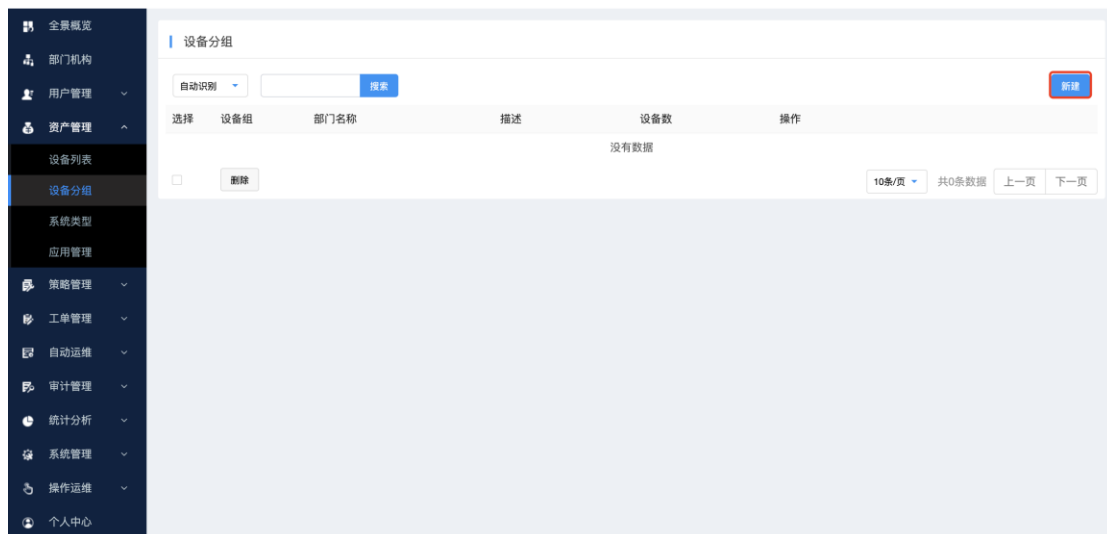 全景概览
部门机构
用户管理
资产管理
设备列表
设备分组
系统类型
应用管理
策略管理
工单管理
自动运维
审计管理
统计分析
系统管理
操作运维
个人中心
设备分组
自动识别 搜索 新建
选择 设备组 部门名称 描述 设备数 操作
没有数据
删除 10条/页 共0条数据 上一页 下一页